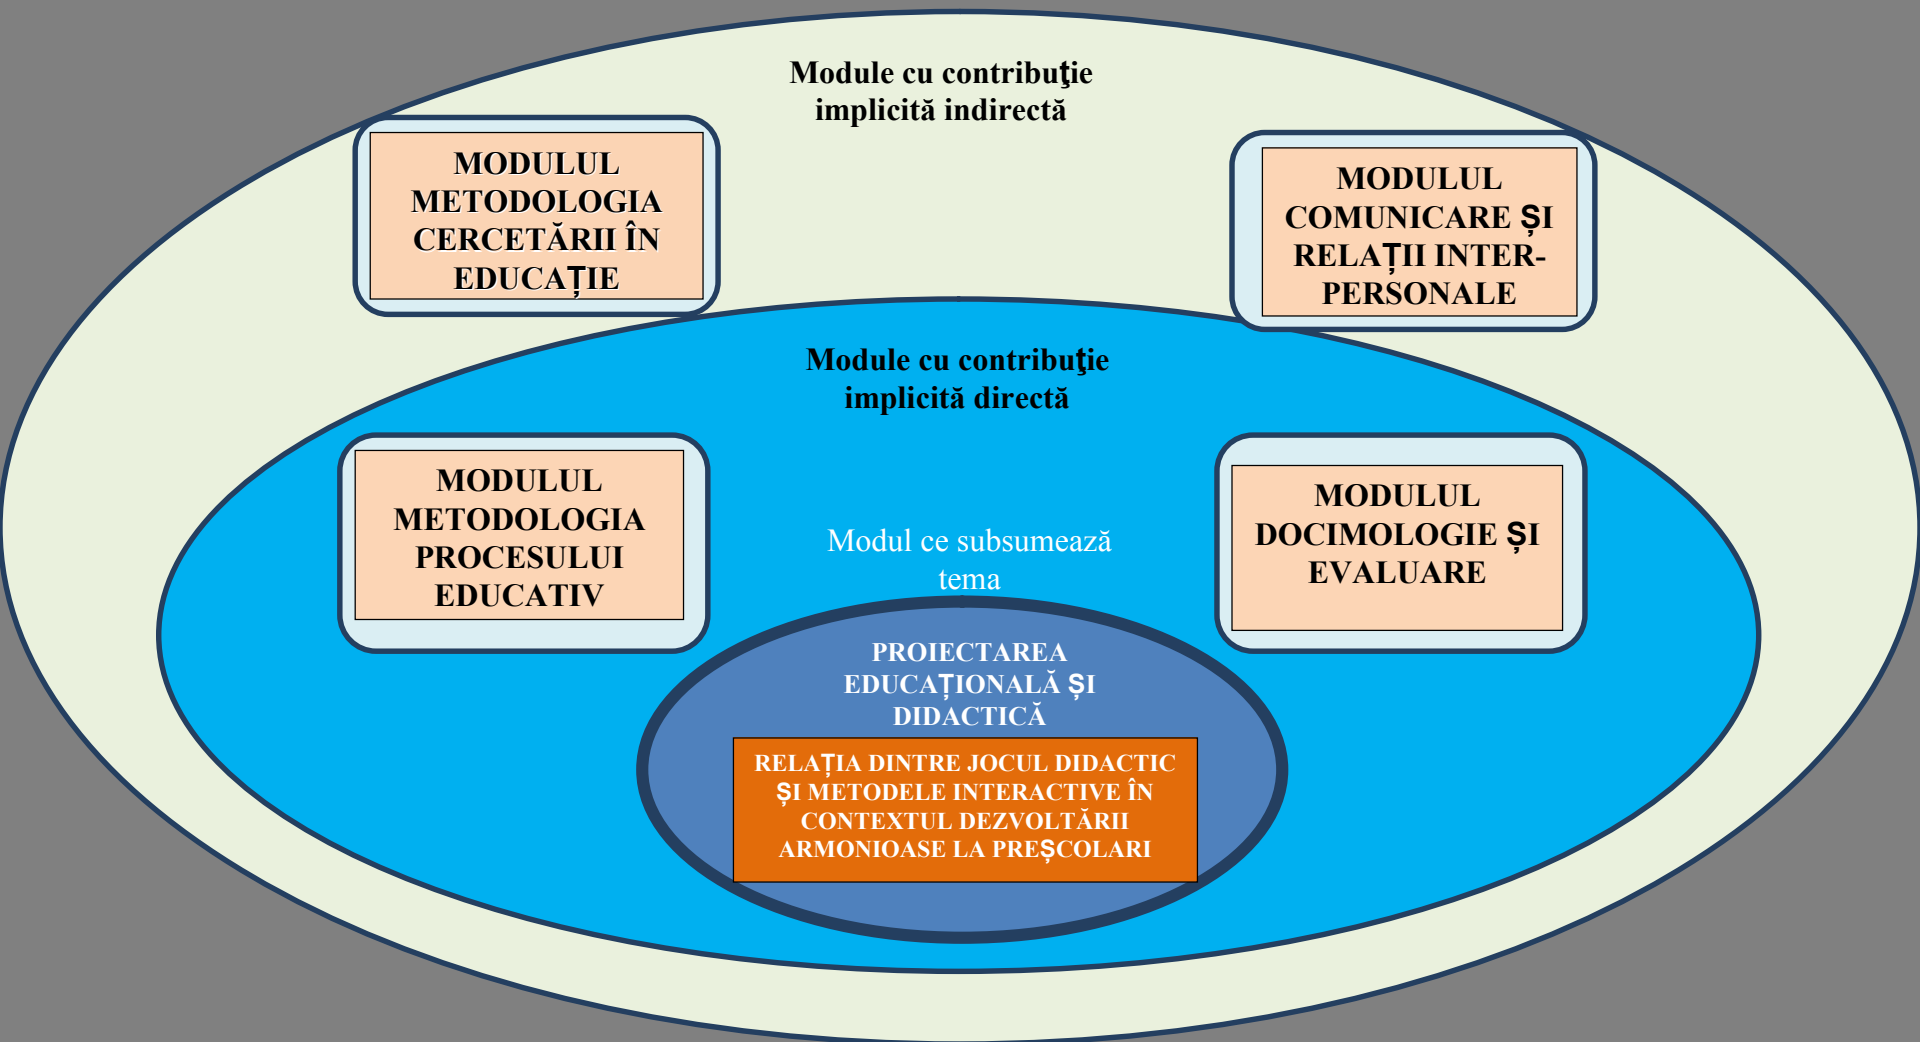 Module cu contribuţie
implicită indirectă
MODULUL
METODOLOGIA
CERCETĂRII ÎN
EDUCAȚIE
MODULUL
COMUNICARE ȘI
RELAȚII INTER-
PERSONALE
Module cu contribuţie
implicită directă
MODULUL
METODOLOGIA
PROCESULUI
EDUCATIV
MODULUL
DOCIMOLOGIE ȘI
EVALUARE
Modul ce subsumează
tema
PROIECTAREA
EDUCAȚIONALĂ ȘI
DIDACTICĂ
RELAȚIA DINTRE JOCUL DIDACTIC
ȘI METODELE INTERACTIVE ÎN
CONTEXTUL DEZVOLTĂRII
ARMONIOASE LA PREȘCOLARI